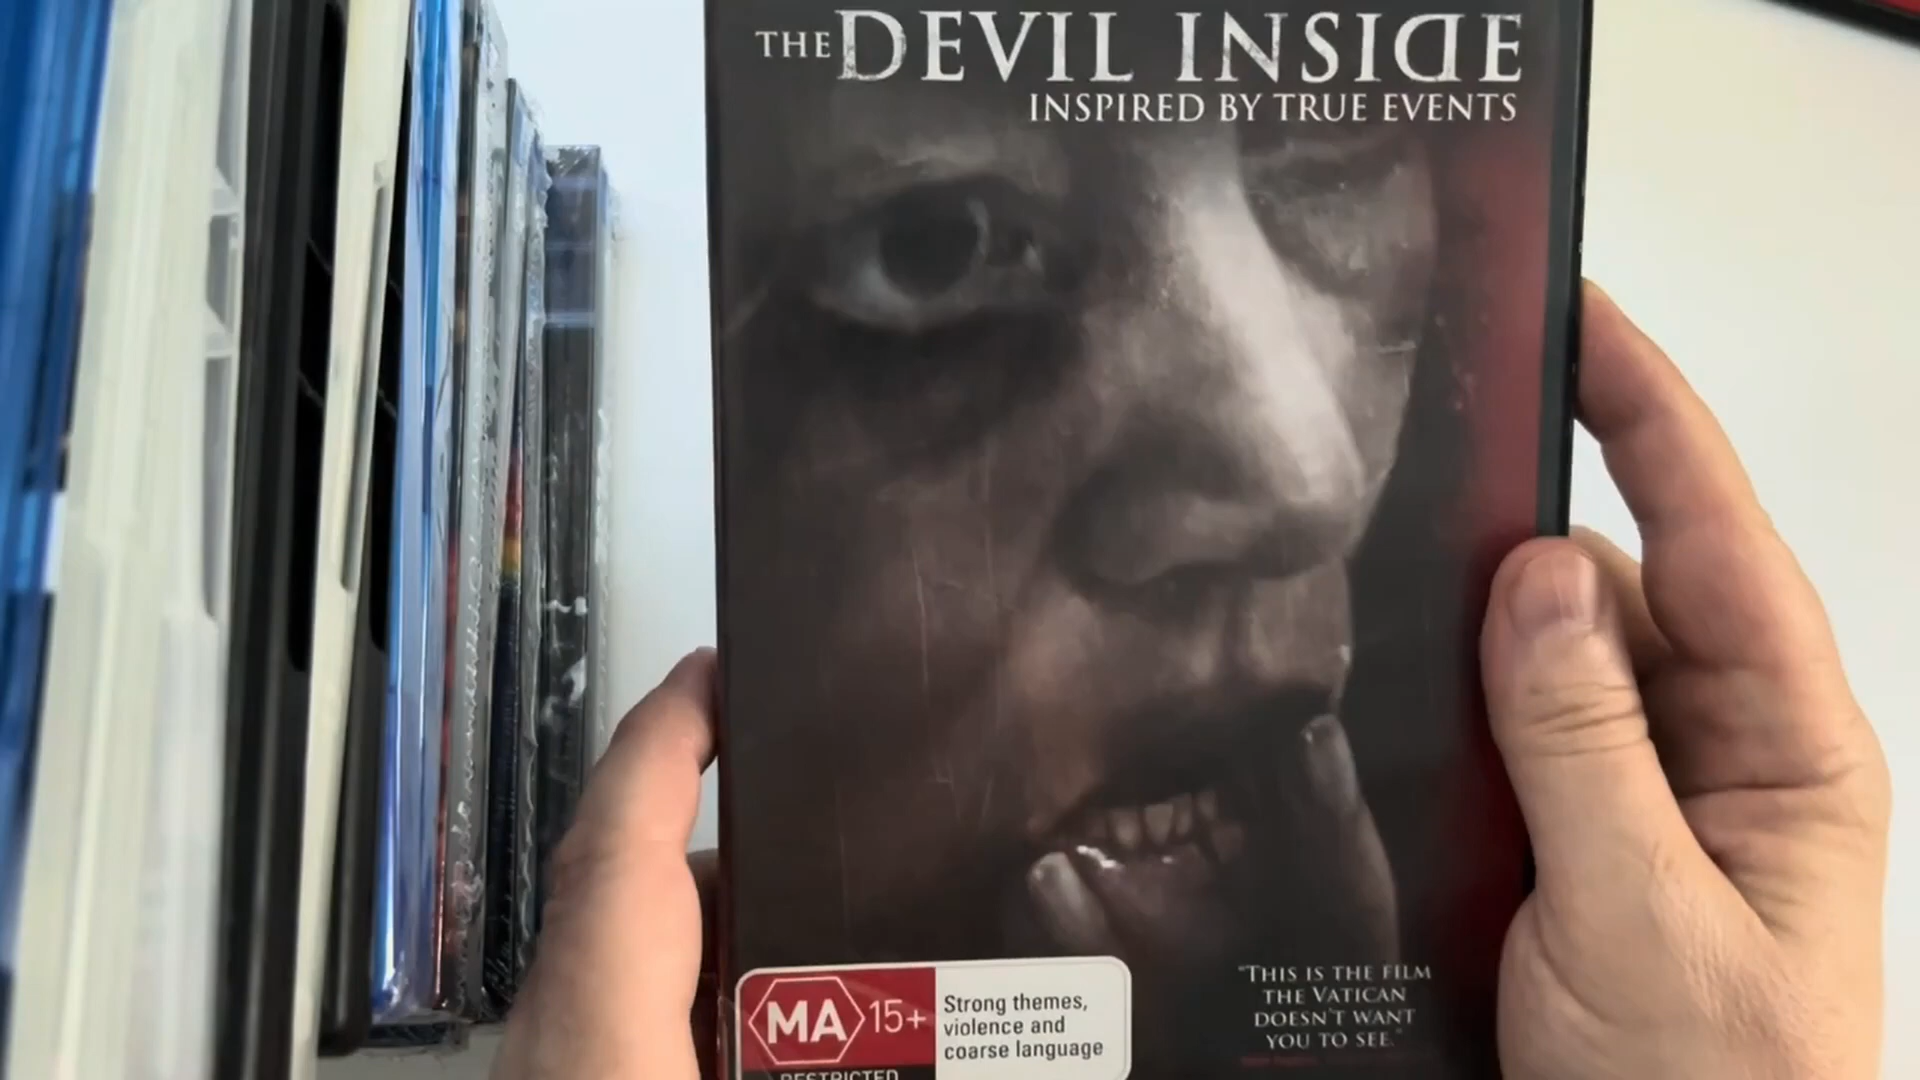 THE DEVIL INSIDE
INSPIRED BY TRUE EVENTS
MA 15+
RESTRICTED
Strong themes,
violence and
coarse language
"THIS IS THE FILM
THE VATICAN
DOESN'T WANT
YOU TO SEE."